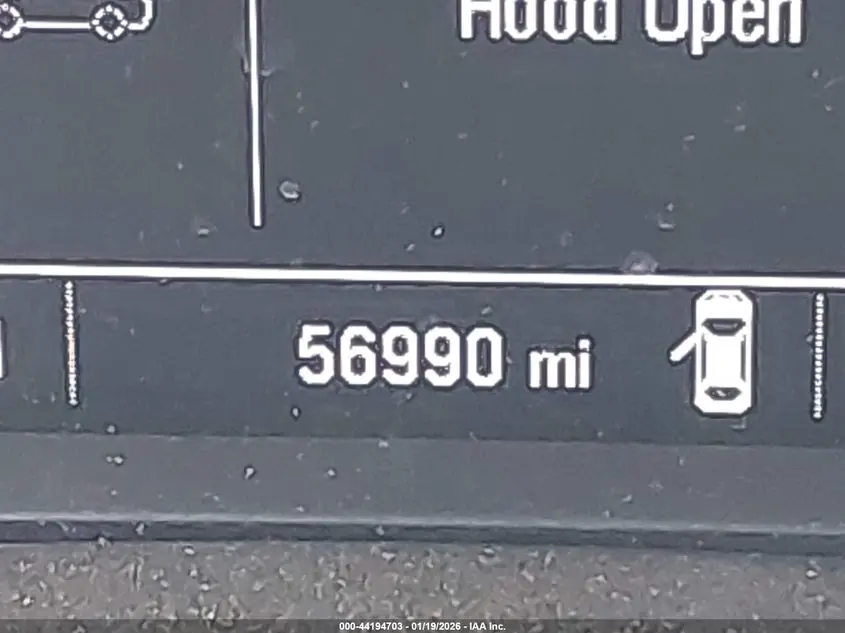 Hood Open
56990 mi
000-44194703 - 01/19/2026 - IAA Inc.